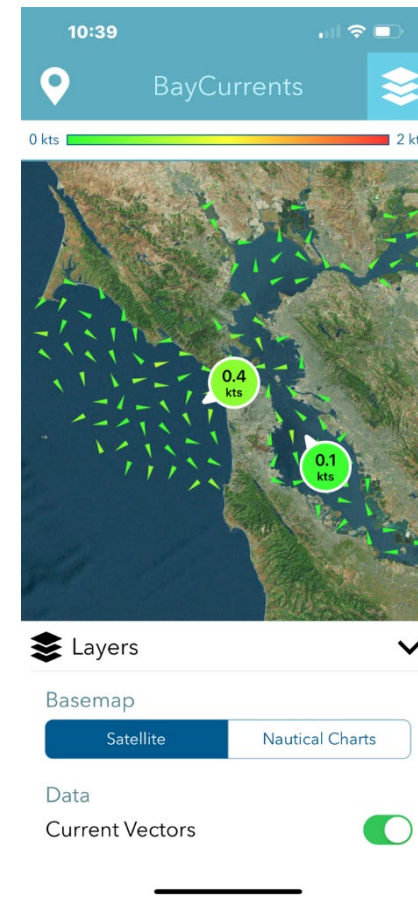 10:39
BayCurrents
0 kts 2 kt
0.4
kts
0.1
kts
Layers
Basemap
Satellite Nautical Charts
Data
Current Vectors